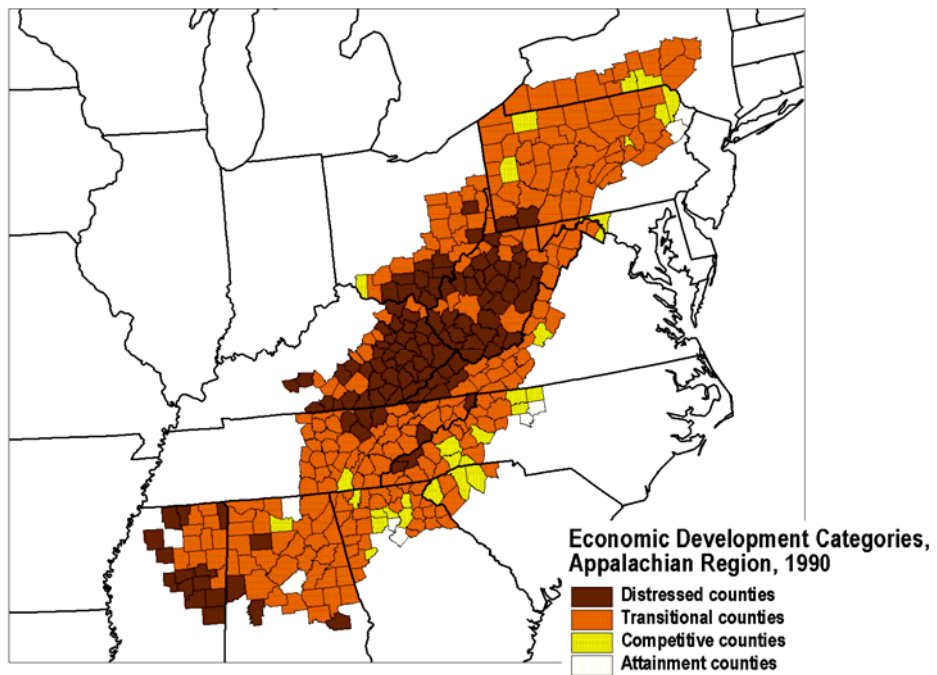 Economic Development Categories,
Appalachian Region, 1990
Distressed counties
Transitional counties
Competitive counties
Attainment counties